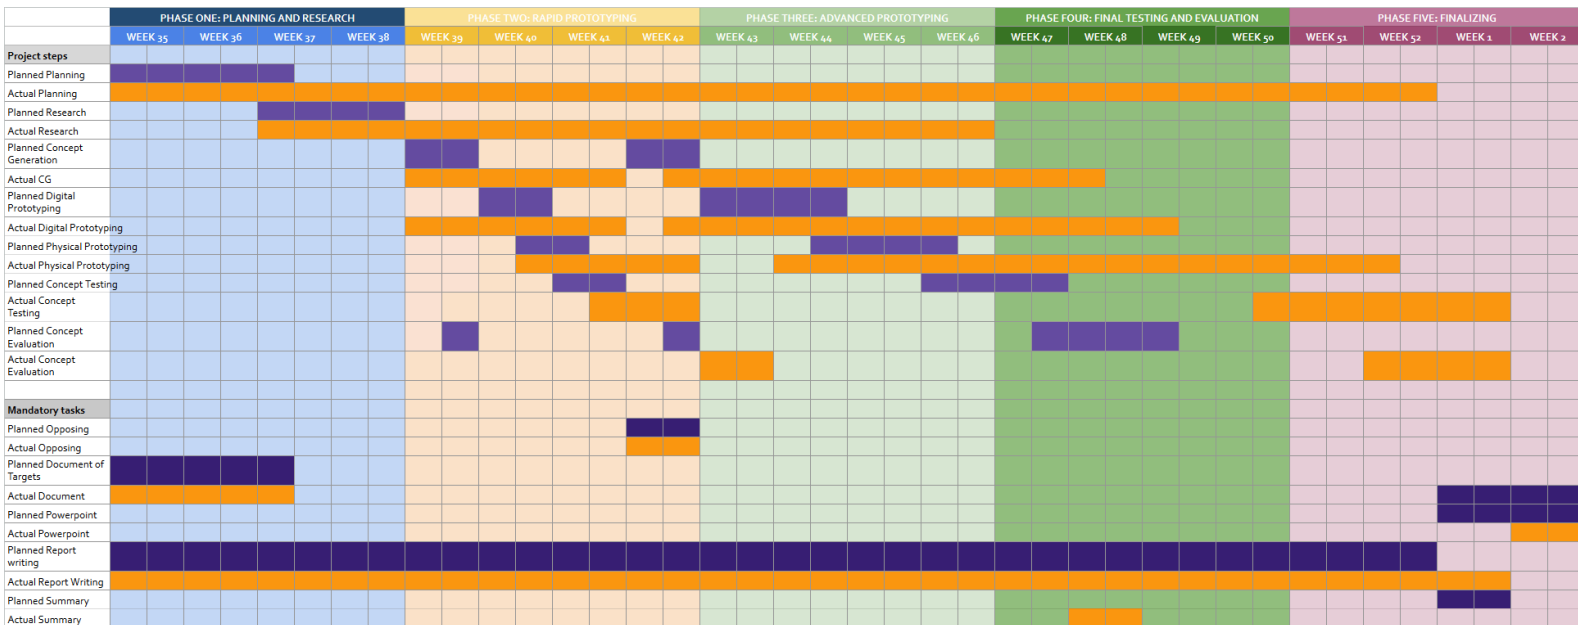 PHASE ONE: PLANNING AND RESEARCH PHASE TWO: RAPID PROTOTYPING PHASE THREE: ADVANCED PROTOTYPING PHASE FOUR: FINAL TESTING AND EVALUATION PHASE FIVE: FINALIZING
WEEK 35 WEEK 36 WEEK 37 WEEK 38 WEEK 39 WEEK 40 WEEK 41 WEEK 42 WEEK 43 WEEK 44 WEEK 45 WEEK 46 WEEK 47 WEEK 48 WEEK 49 WEEK 50 WEEK 51 WEEK 52 WEEK 1 WEEK 2
Project steps
Planned Planning
Actual Planning
Planned Research
Actual Research
Planned Concept
Generation
Actual CG
Planned Digital
Prototyping
Actual Digital Prototyping
Planned Physical Prototyping
Actual Physical Prototyping
Planned Concept Testing
Actual Concept
Testing
Planned Concept
Evaluation
Actual Concept
Evaluation
Mandatory tasks
Planned Opposing
Actual Opposing
Planned Document of
Targets
Actual Document
Planned Powerpoint
Actual Powerpoint
Planned Report
writing
Actual Report Writing
Planned Summary
Actual Summary